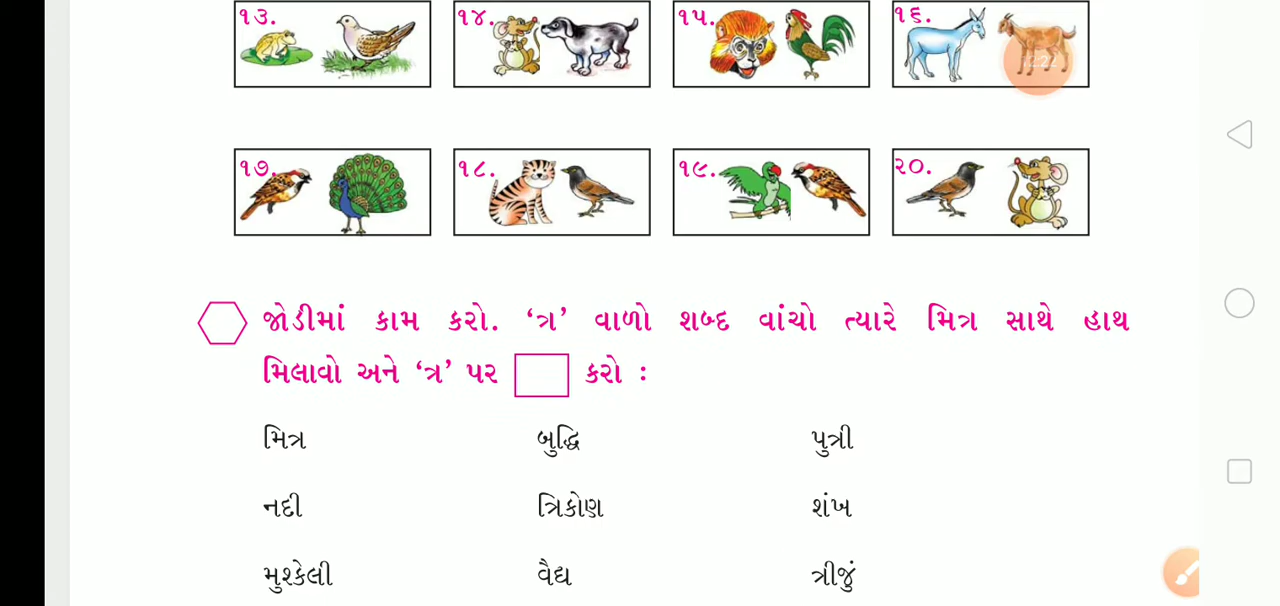 ૧૩. ૧૪. ૧૫. ૧૬.
૧૭. ૧૮. ૧૯. ૨૦.
જોડીમાં કામ કરો. ‘ત્ર’ વાળો શબ્દ વાંચો ત્યારે મિત્ર સાથે હાથ
મિલાવો અને ‘ત્ર’ પર કરો :
મિત્ર બુદ્ધિ પુત્રી
નદી ત્રિકોણ શંખ
મુશ્કેલી વૈદ્ય ત્રીજું